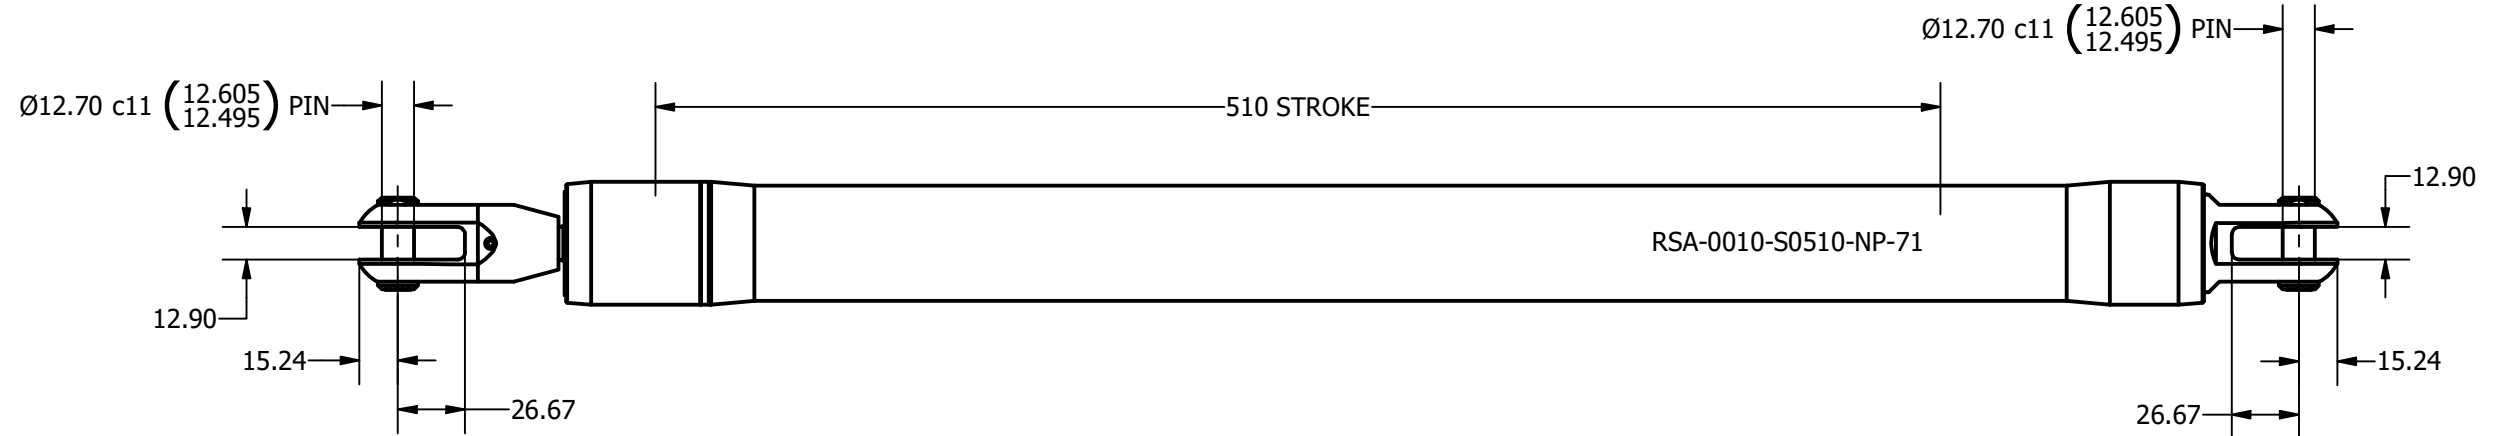 Ø12.70 c11 (12.605 / 12.495) PIN
Ø12.70 c11 (12.605 / 12.495) PIN
510 STROKE
12.90
RSA-0010-S0510-NP-71
12.90
15.24
15.24
26.67
26.67